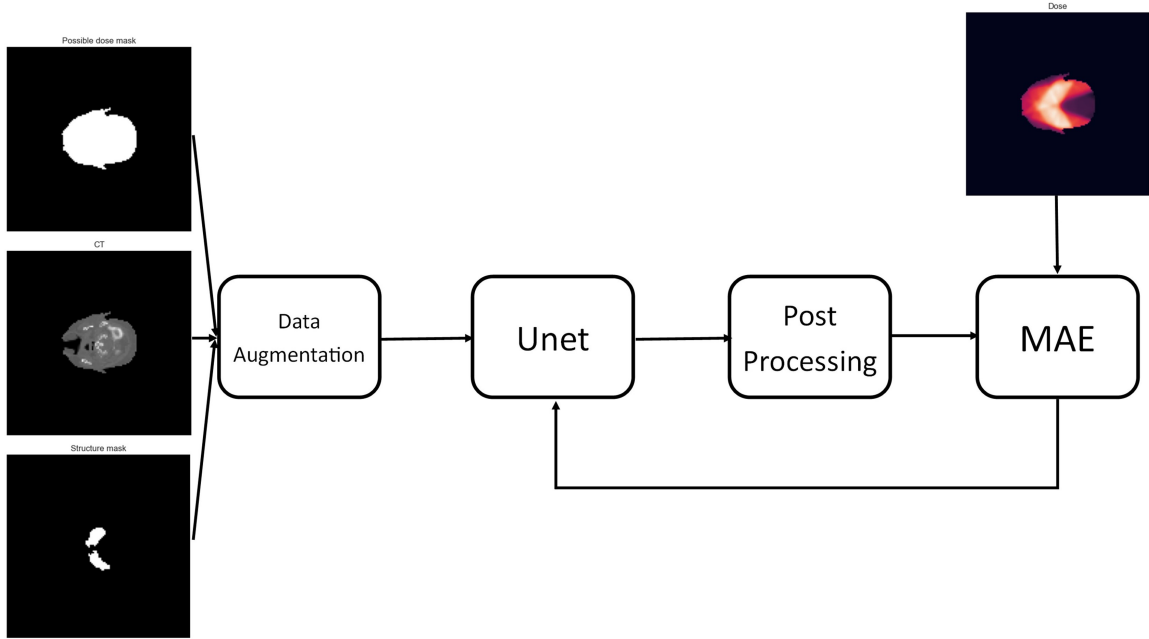 Possible dose mask
CT
Structure mask
Data
Augmentation
Unet
Post
Processing
Dose
MAE